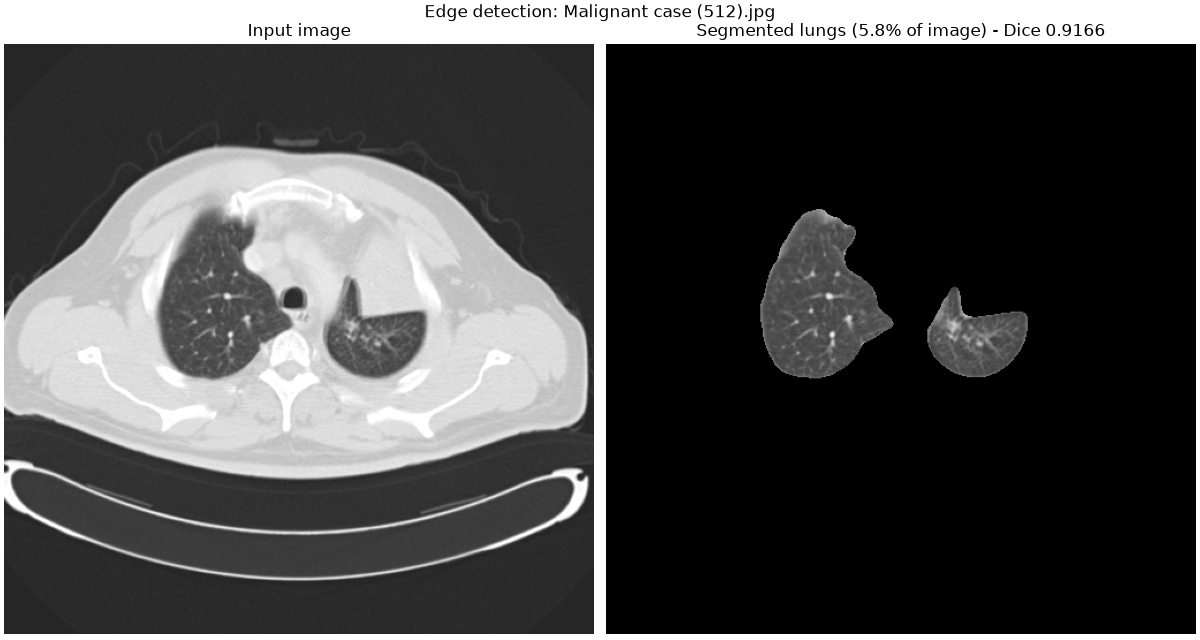 Edge detection: Malignant case (512).jpg
Input image
Segmented lungs (5.8% of image) - Dice 0.9166